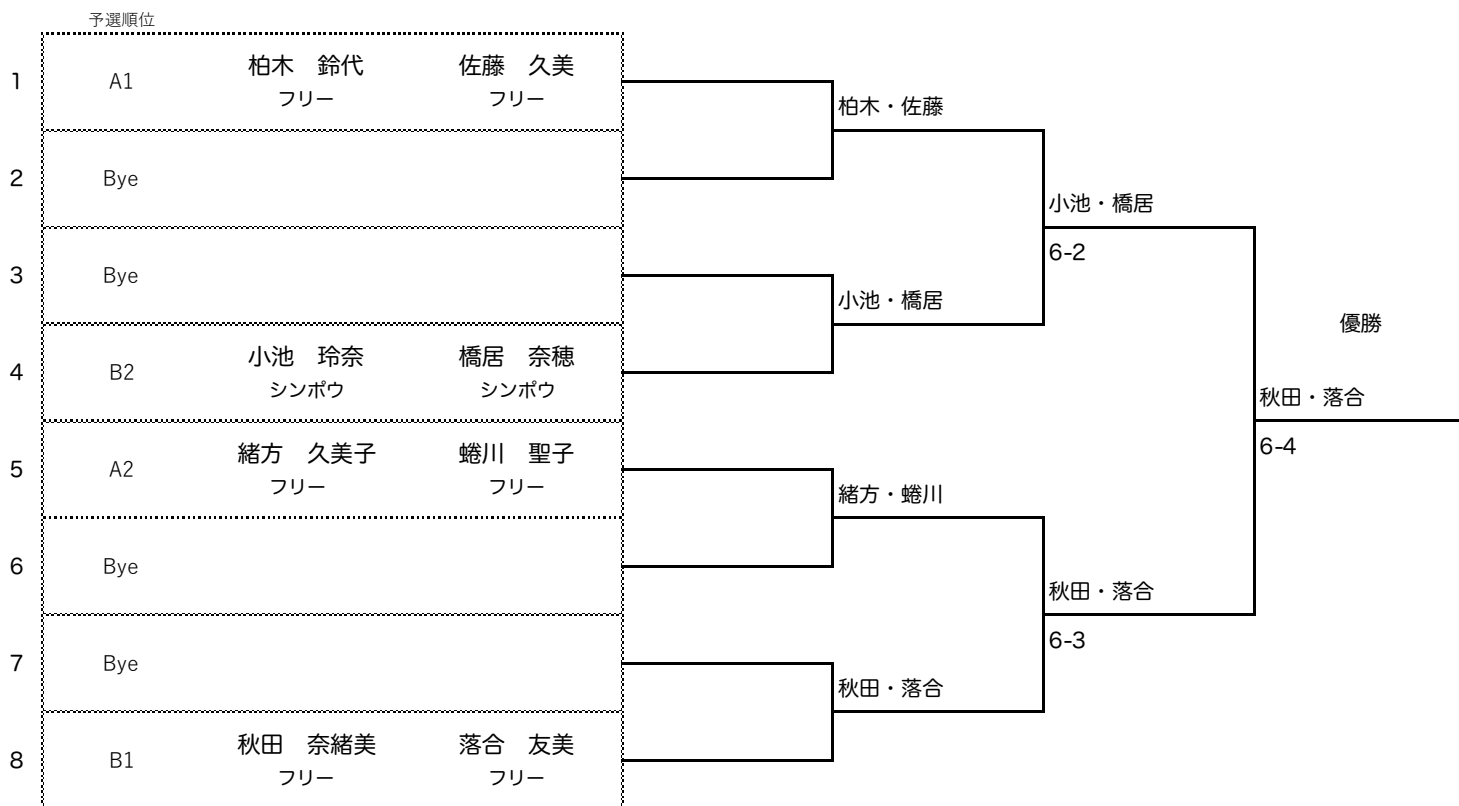 予選順位
1 A1 柏木　鈴代 佐藤　久美
フリー フリー
柏木・佐藤
2 Bye
小池・橋居
6-2
3 Bye
小池・橋居
優勝
4 B2 小池　玲奈 橋居　奈穂
シンポウ シンポウ
秋田・落合
6-4
5 A2 緒方　久美子 蜷川　聖子
フリー フリー
緒方・蜷川
6 Bye
秋田・落合
6-3
7 Bye
秋田・落合
8 B1 秋田　奈緒美 落合　友美
フリー フリー